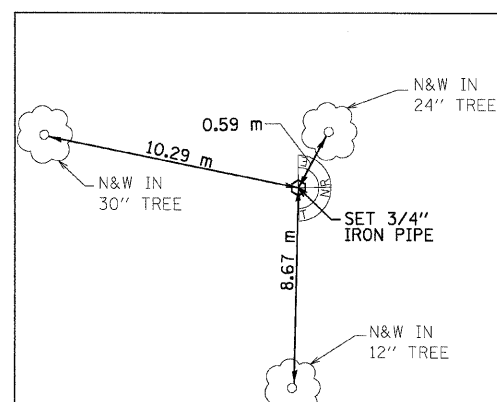 N&W IN
24" TREE
0.59 m
10.29 m
N&W IN
30" TREE
SET 3/4"
IRON PIPE
8.67 m
N&W IN
12" TREE